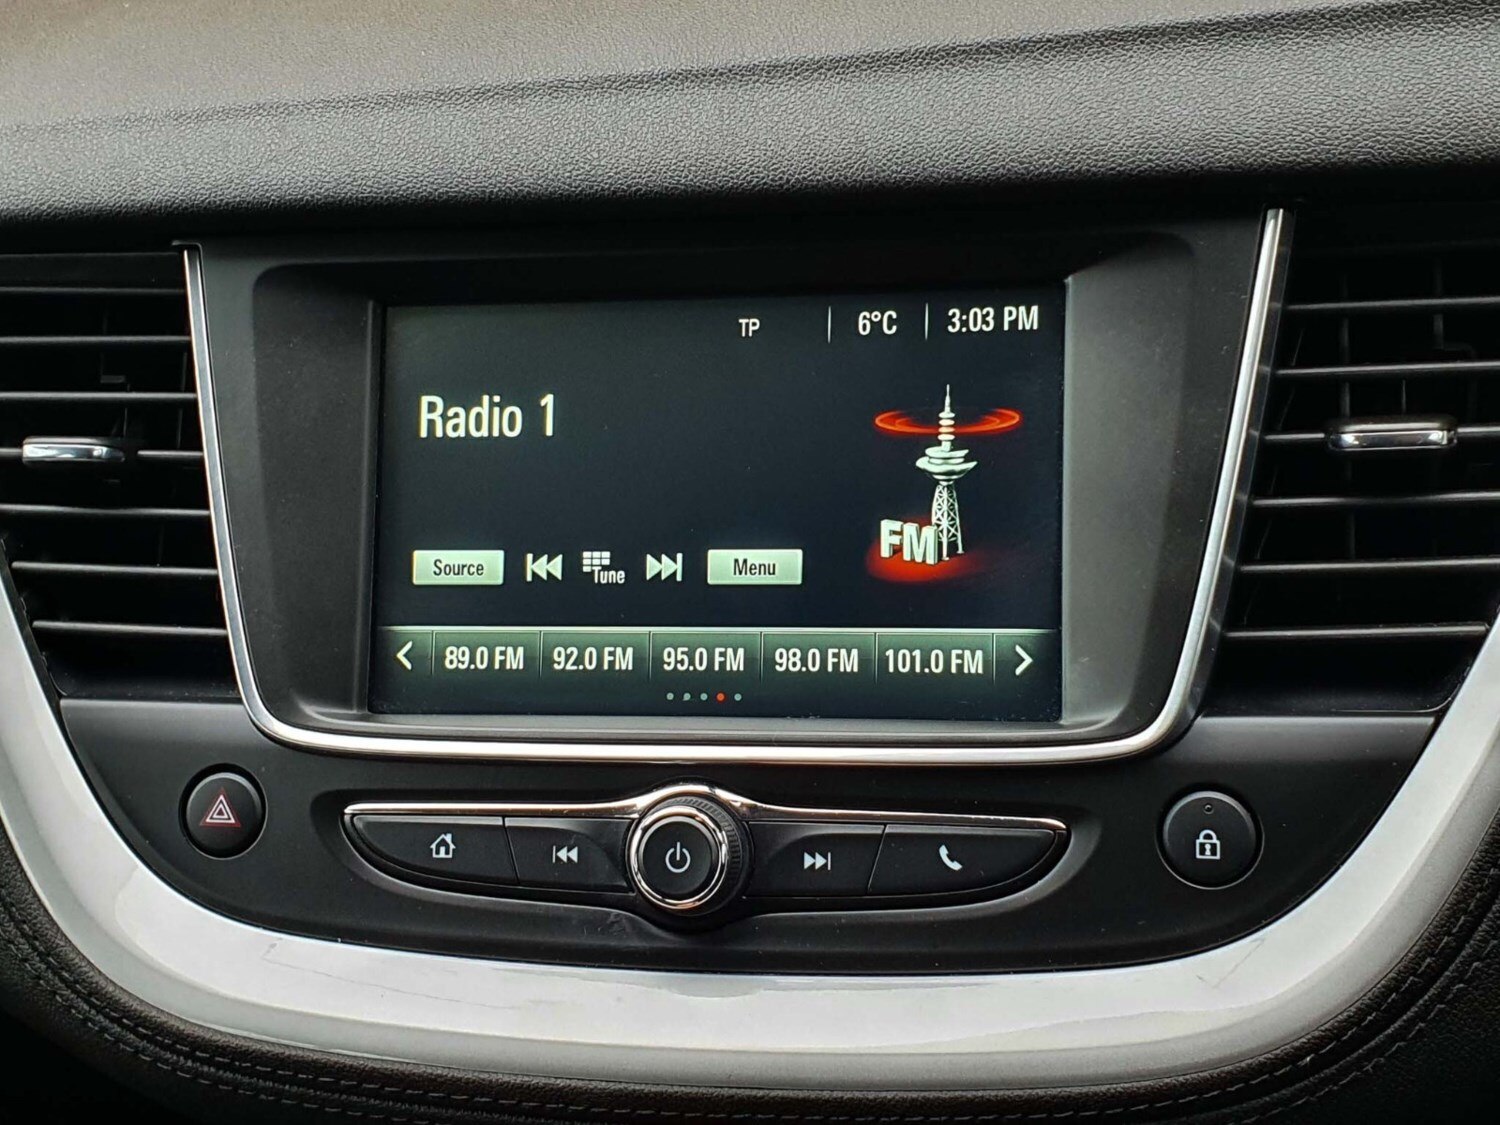 TP 6°C 3:03 PM
Radio 1
FM
Source Tune Menu
89.0 FM 92.0 FM 95.0 FM 98.0 FM 101.0 FM